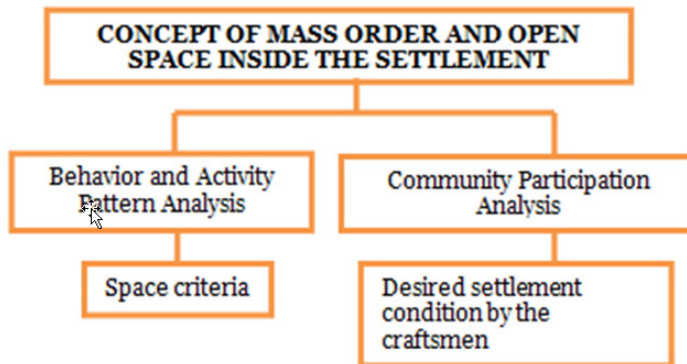 CONCEPT OF MASS ORDER AND OPEN
SPACE INSIDE THE SETTLEMENT
Behavior and Activity
Pattern Analysis
Community Participation
Analysis
Space criteria
Desired settlement
condition by the
craftsmen